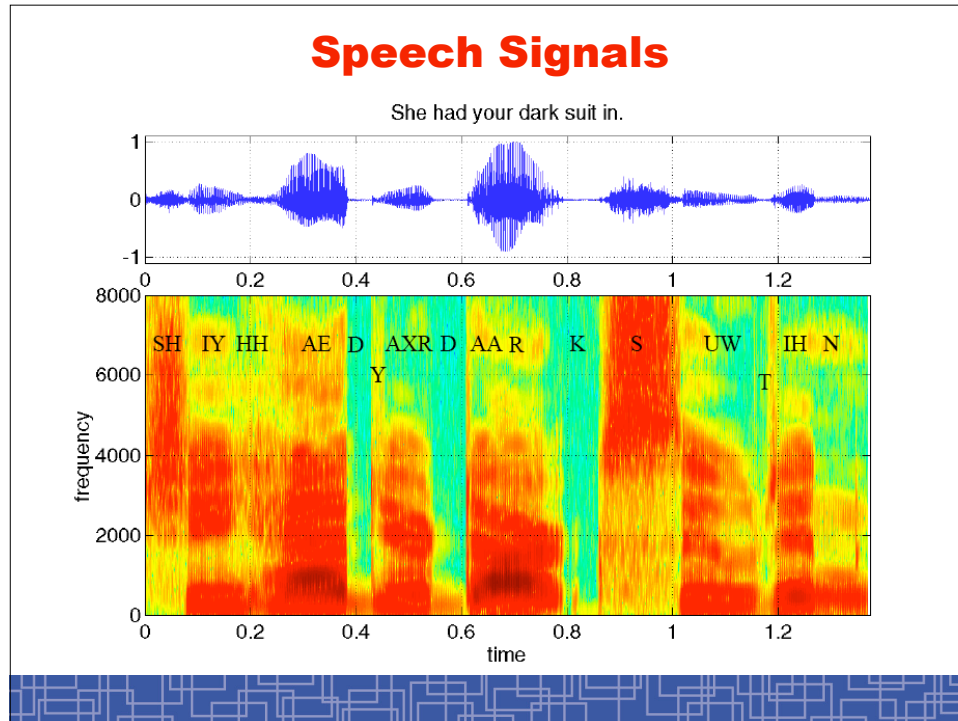 Speech Signals
She had your dark suit in.
1
0
-1
0 0.2 0.4 0.6 0.8 1 1.2
8000
SH IY HH AE D AXR D AA R K S UW IH N
6000 Y T
4000
frequency
2000
0
0 0.2 0.4 0.6 0.8 1 1.2
time